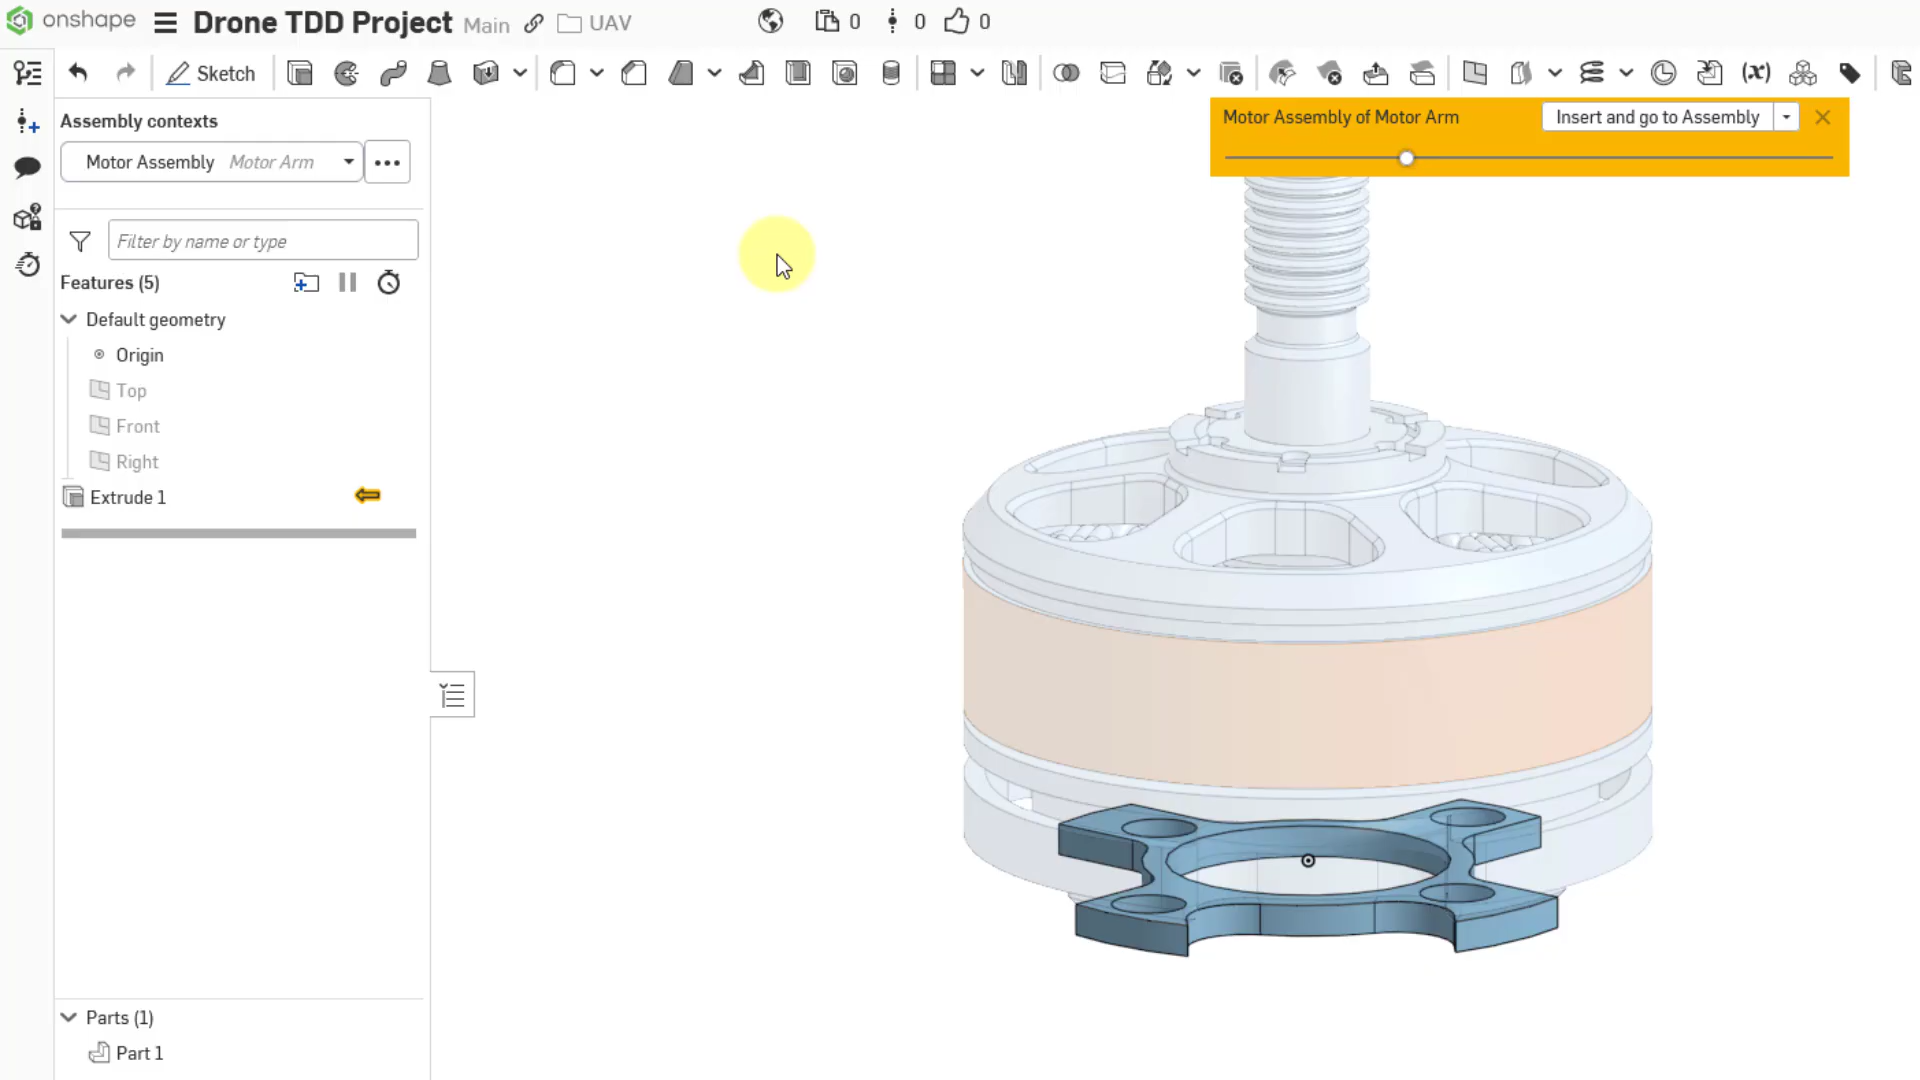 onshape Drone TDD Project Main UAV 0 0 0
Sketch (x)
Assembly contexts
Motor Assembly Motor Arm
Filter by name or type
Features (5)
Default geometry
Origin
Top
Front
Right
Extrude 1
Parts (1)
Part 1
Motor Assembly of Motor Arm Insert and go to Assembly